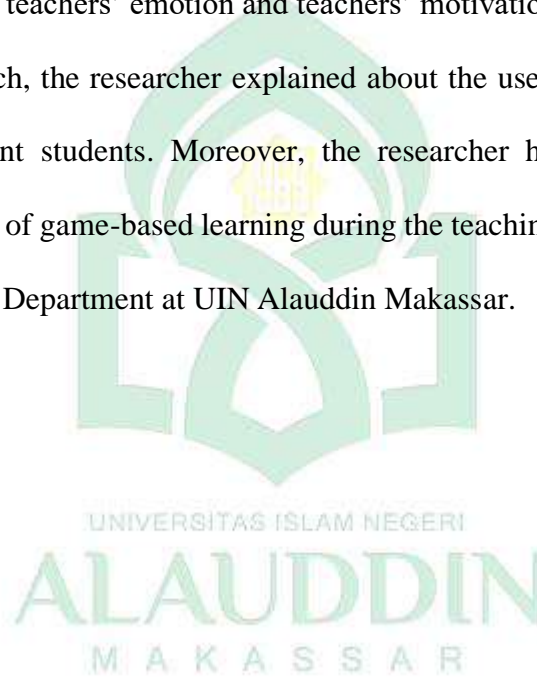 teachers’ emotion and teachers’ motivatio
ch, the researcher explained about the use
nt students. Moreover, the researcher h
of game-based learning during the teachin
Department at UIN Alauddin Makassar.
UNIVERSITAS ISLAM NEGERI
ALAUDDIN
MAKASSAR